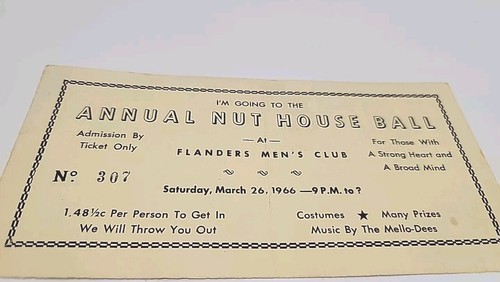 I'M GOING TO THE
ANNUAL NUT HOUSE BALL
Admission By
Ticket Only
— At —
FLANDERS MEN'S CLUB
For Those With
A Strong Heart and
A Broad Mind
No. 307
Saturday, March 26, 1966 — 9 P.M. to ?
1.48½c Per Person To Get In
We Will Throw You Out
Costumes ★ Many Prizes
Music By The Mello-Dees